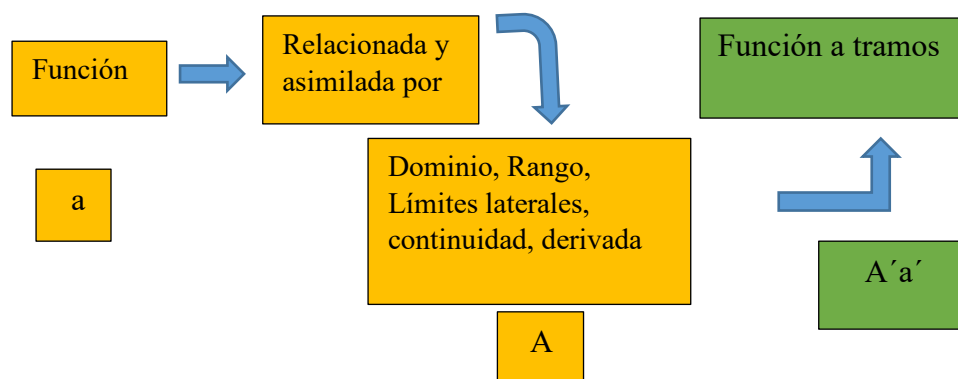 Función
Relacionada y
asimilada por
Función a tramos
a
Dominio, Rango,
Límites laterales,
continuidad, derivada
A
A´a´